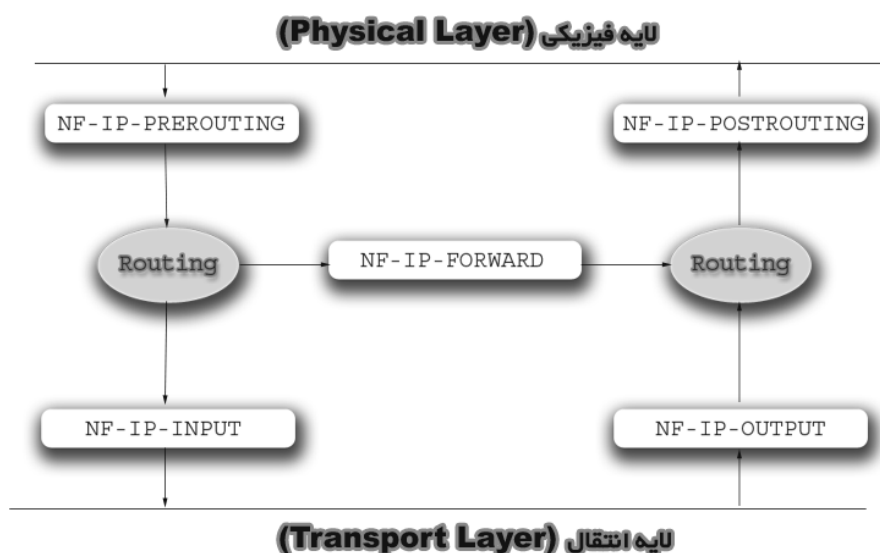 لایه فیزیکی (Physical Layer)
NF-IP-PREROUTING
NF-IP-POSTROUTING
Routing
NF-IP-FORWARD
Routing
NF-IP-INPUT
NF-IP-OUTPUT
لایه انتقال (Transport Layer)